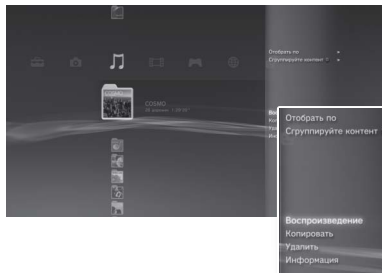 Отобрать по
Сгруппируйте контент
COSMO
Отобрать по
Сгруппируйте контент
Воспроизведение
Копировать
Удалить
Информация